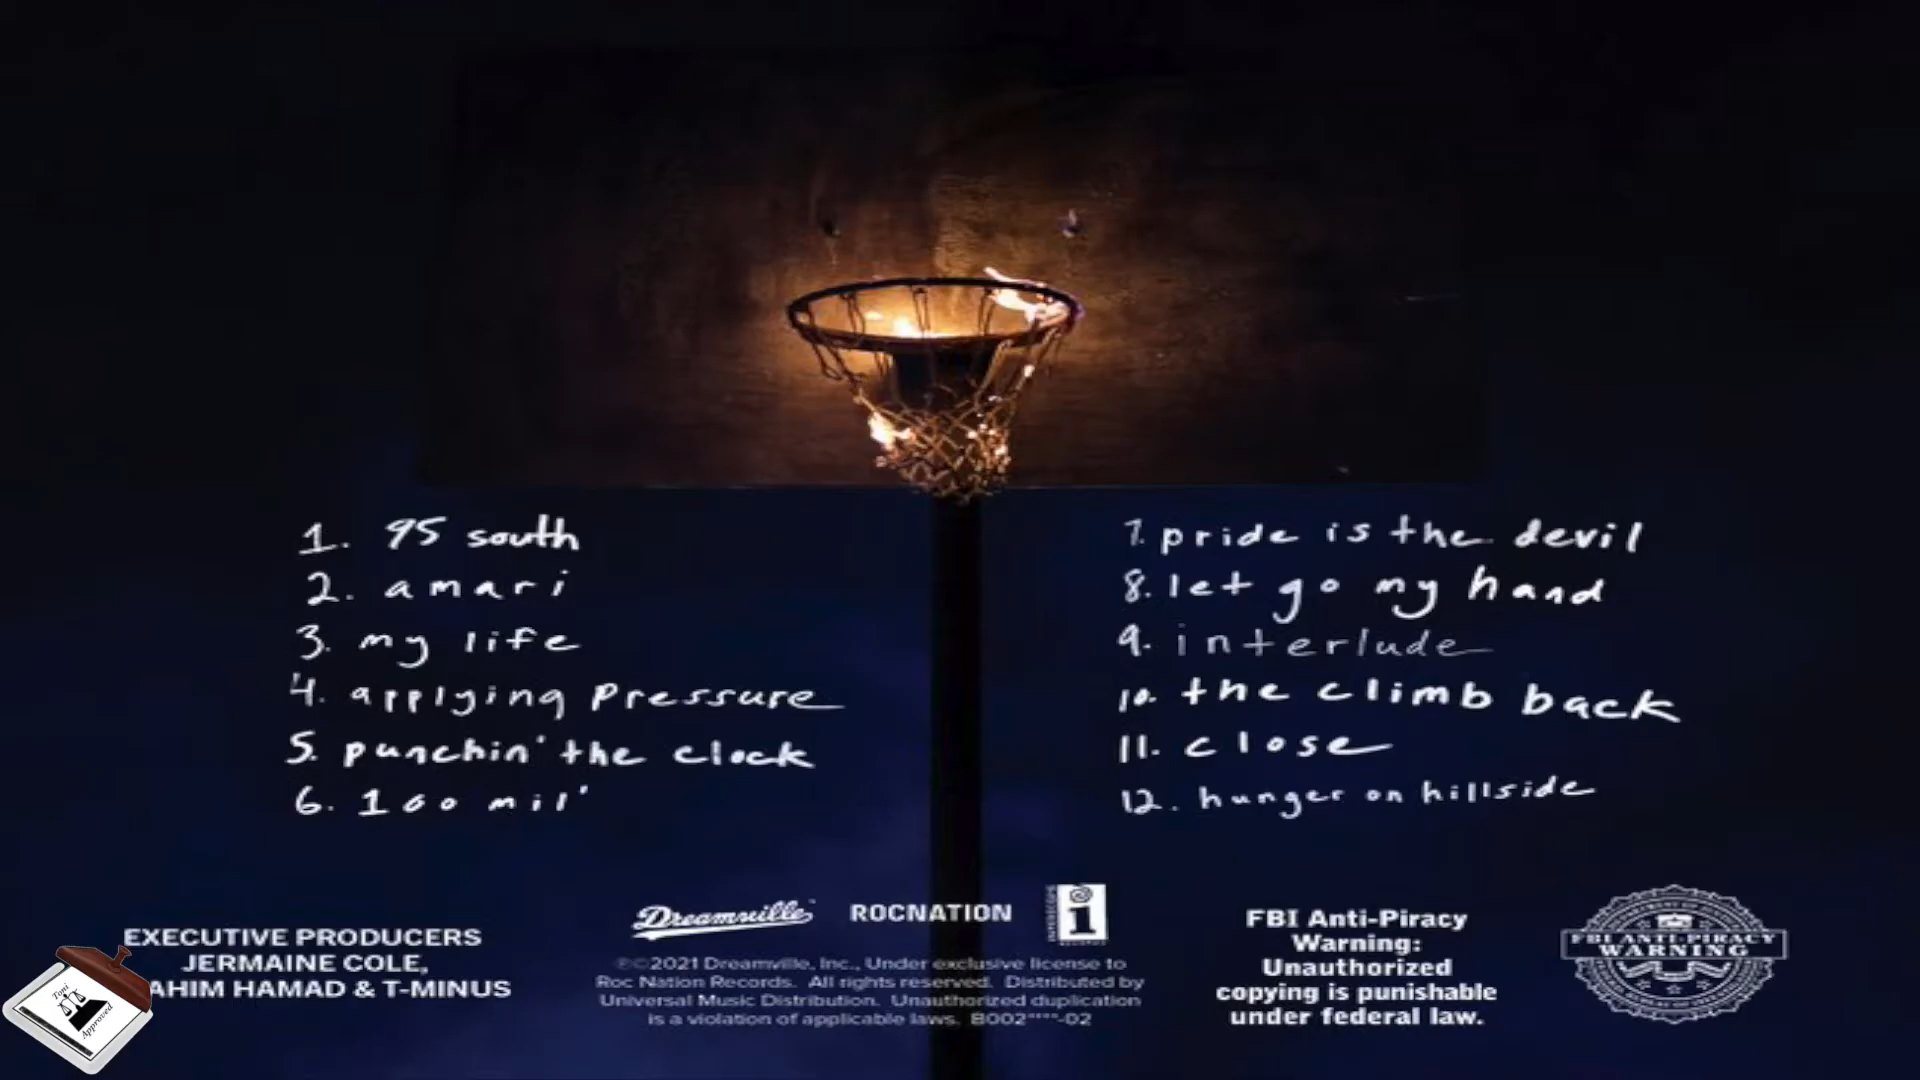 1. 95 south
2. amari
3. my life
4. applying pressure
5. punchin' the clock
6. 100 mil'
7. pride is the devil
8. let go my hand
9. interlude
10. the climb back
11. close
12. hunger on hillside
EXECUTIVE PRODUCERS
JERMAINE COLE,
AHIM HAMAD & T-MINUS
Dreamville
ROCNATION
i
℗©2021 Dreamville, Inc., Under exclusive license to
Roc Nation Records. All rights reserved. Distributed by
Universal Music Distribution. Unauthorized duplication
is a violation of applicable laws. B002****-02
FBI Anti-Piracy
Warning:
Unauthorized
copying is punishable
under federal law.
FBI ANTI-PIRACY
WARNING
Toni
Approved